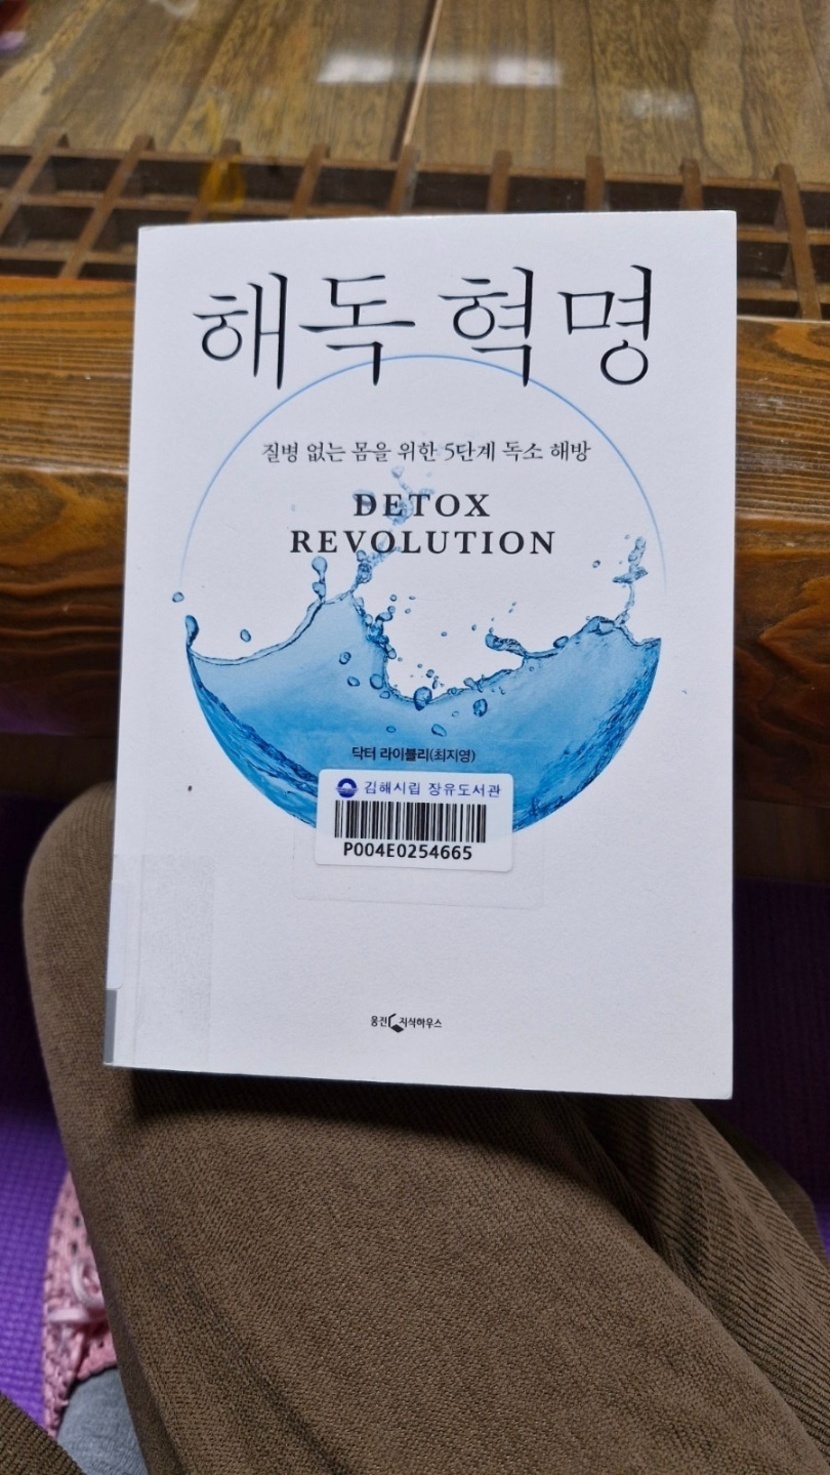 해독 혁명
질병 없는 몸을 위한 5단계 독소 해방
DETOX
REVOLUTION
닥터 라이블리(최지영)
김해시립 장유도서관
P004E0254665
웅진 지식하우스